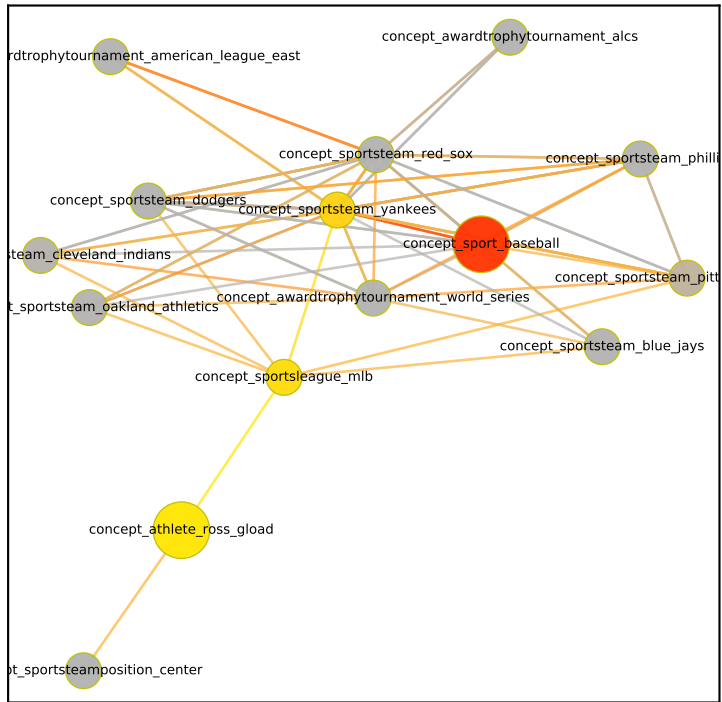 concept_awardtrophytournament_alcs
rdtrophytournament_american_league_east
concept_sportsteam_red_sox
concept_sportsteam_philli
concept_sportsteam_dodgers
concept_sportsteam_yankees
concept_sport_baseball
steam_cleveland_indians
concept_sportsteam_pitt
concept_awardtrophytournament_world_series
t_sportsteam_oakland_athletics
concept_sportsteam_blue_jays
concept_sportsleague_mlb
concept_athlete_ross_gload
pt_sportsteamposition_center